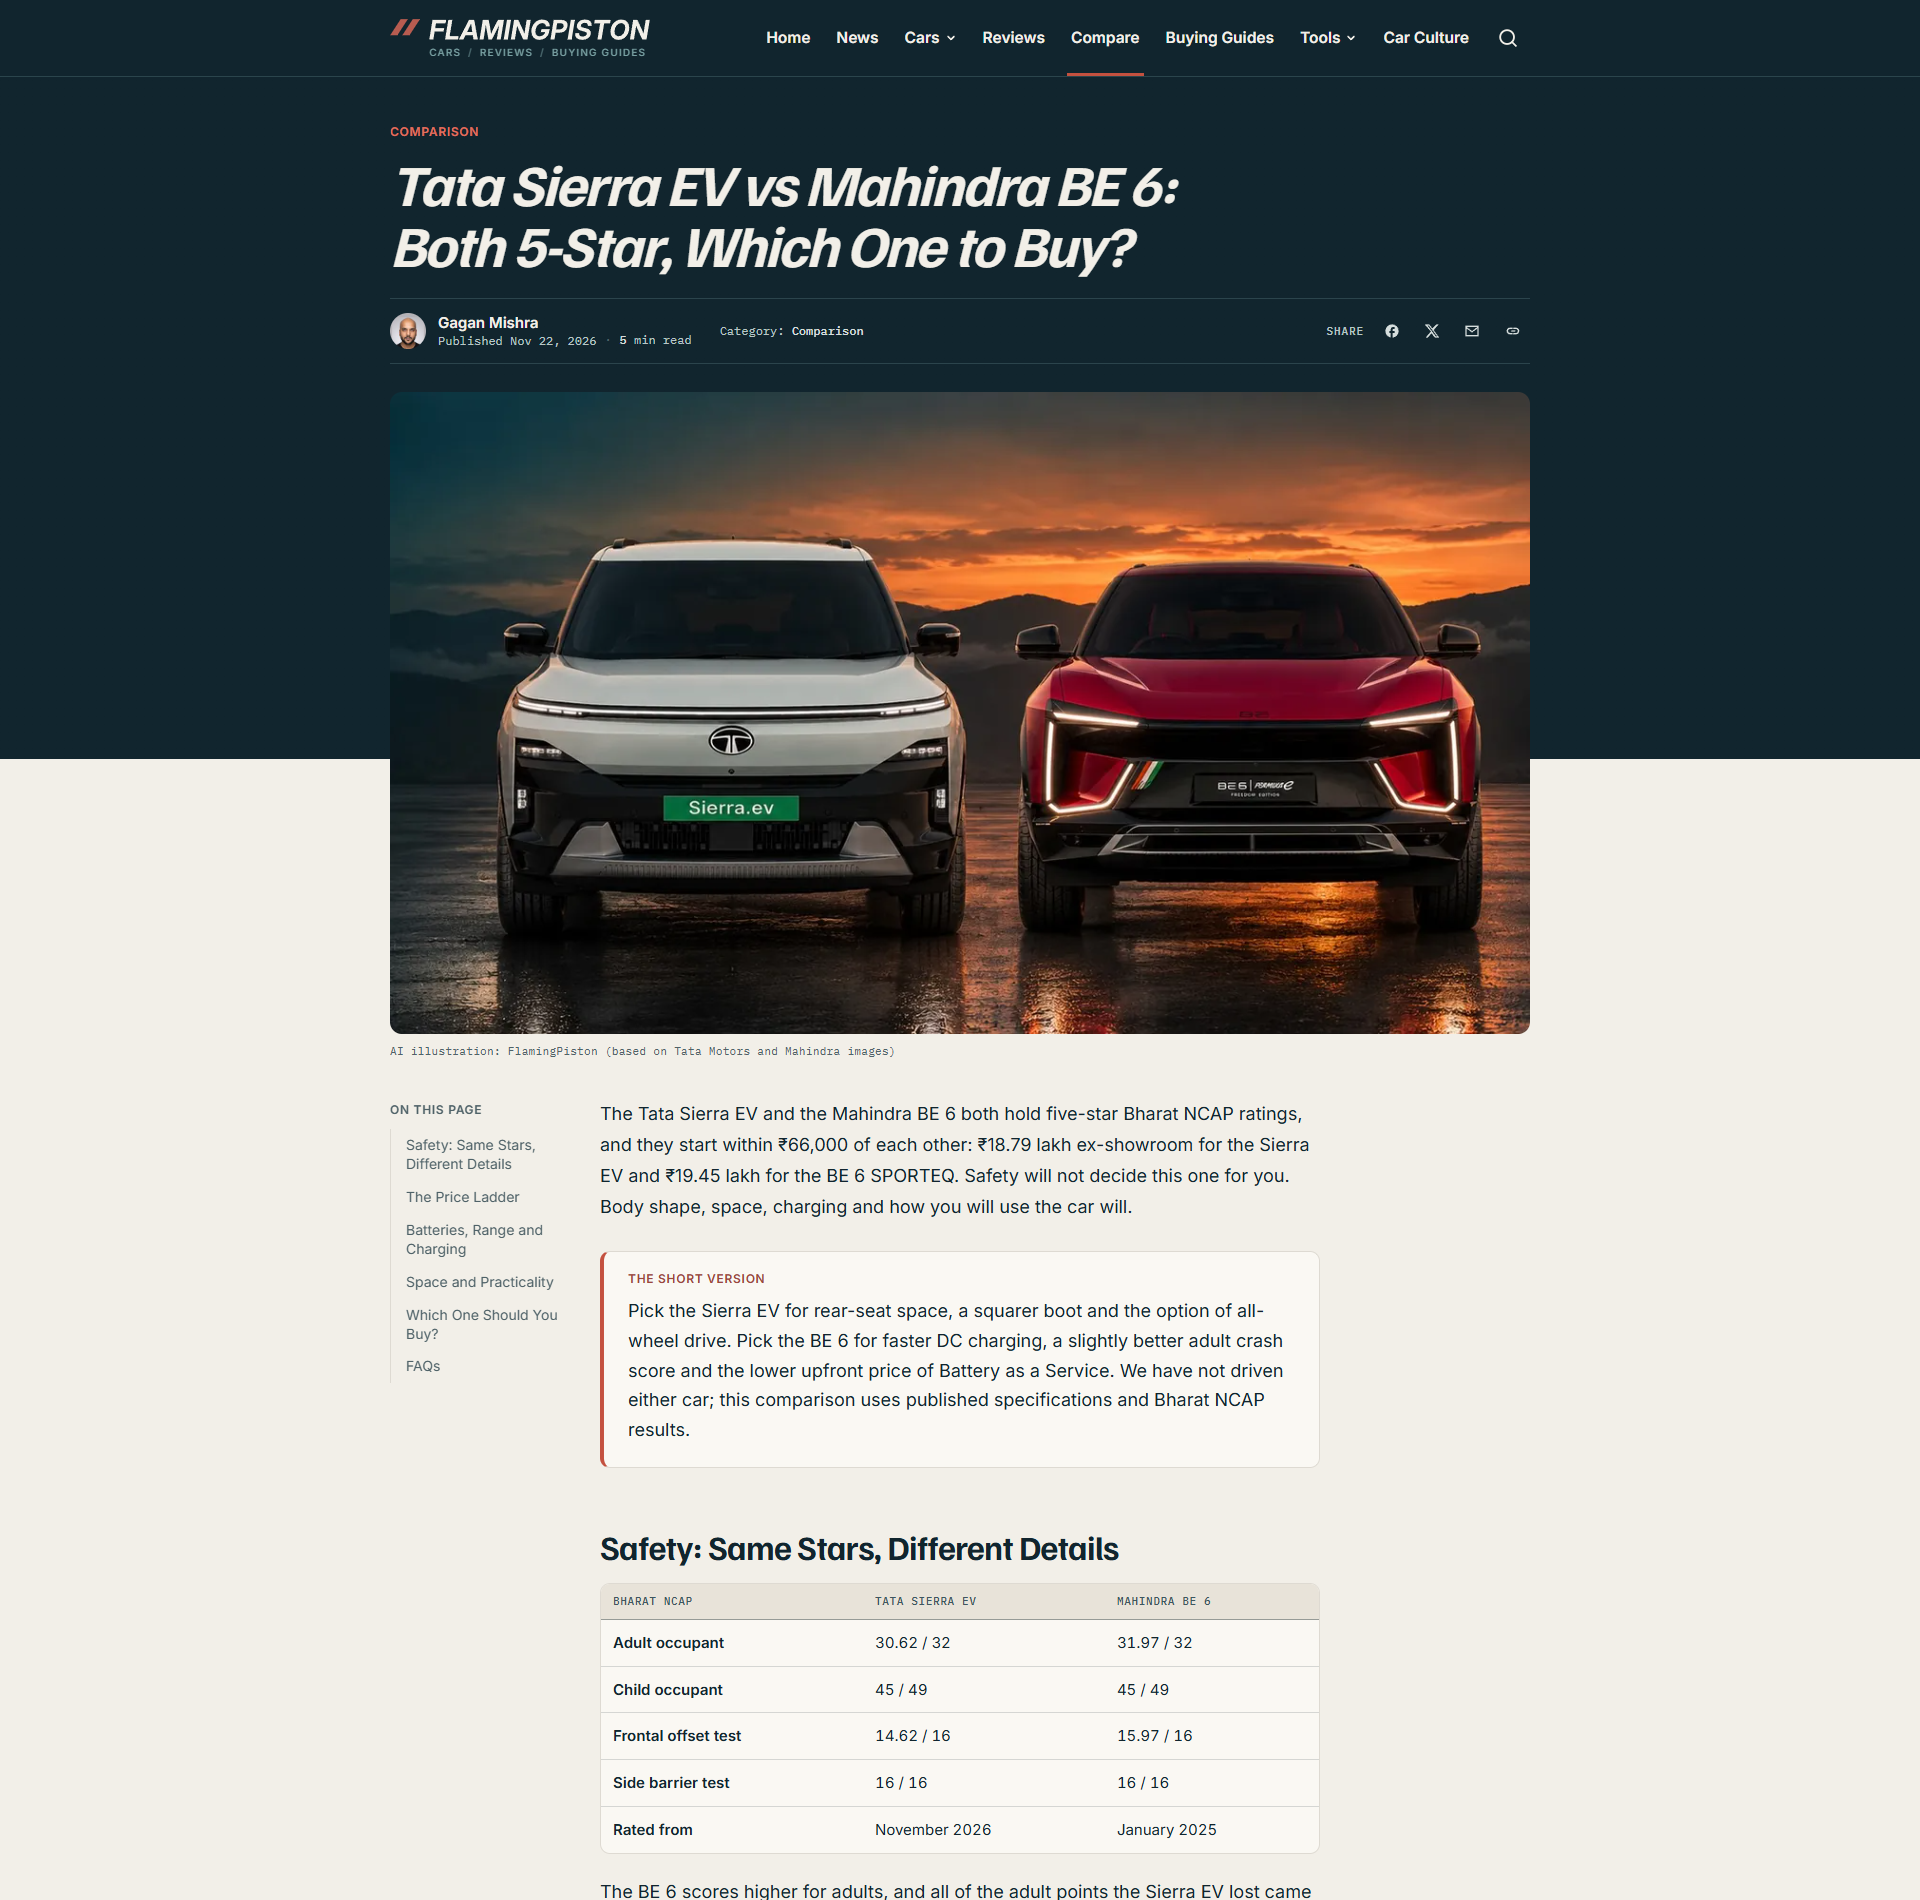 FLAMINGPISTON
CARS / REVIEWS / BUYING GUIDES
Home News Cars Reviews Compare Buying Guides Tools Car Culture
COMPARISON
Tata Sierra EV vs Mahindra BE 6:
Both 5-Star, Which One to Buy?
Gagan Mishra
Published Nov 22, 2026 · 5 min read
Category: Comparison
SHARE
Sierra.ev
BE 6 | FORMULA E
FREEDOM EDITION
AI illustration: FlamingPiston (based on Tata Motors and Mahindra images)
ON THIS PAGE
Safety: Same Stars,
Different Details
The Price Ladder
Batteries, Range and
Charging
Space and Practicality
Which One Should You
Buy?
FAQs
The Tata Sierra EV and the Mahindra BE 6 both hold five-star Bharat NCAP ratings,
and they start within ₹66,000 of each other: ₹18.79 lakh ex-showroom for the Sierra
EV and ₹19.45 lakh for the BE 6 SPORTEQ. Safety will not decide this one for you.
Body shape, space, charging and how you will use the car will.
THE SHORT VERSION
Pick the Sierra EV for rear-seat space, a squarer boot and the option of all-
wheel drive. Pick the BE 6 for faster DC charging, a slightly better adult crash
score and the lower upfront price of Battery as a Service. We have not driven
either car; this comparison uses published specifications and Bharat NCAP
results.
Safety: Same Stars, Different Details
BHARAT NCAP TATA SIERRA EV MAHINDRA BE 6
Adult occupant 30.62 / 32 31.97 / 32
Child occupant 45 / 49 45 / 49
Frontal offset test 14.62 / 16 15.97 / 16
Side barrier test 16 / 16 16 / 16
Rated from November 2026 January 2025
The BE 6 scores higher for adults, and all of the adult points the Sierra EV lost came